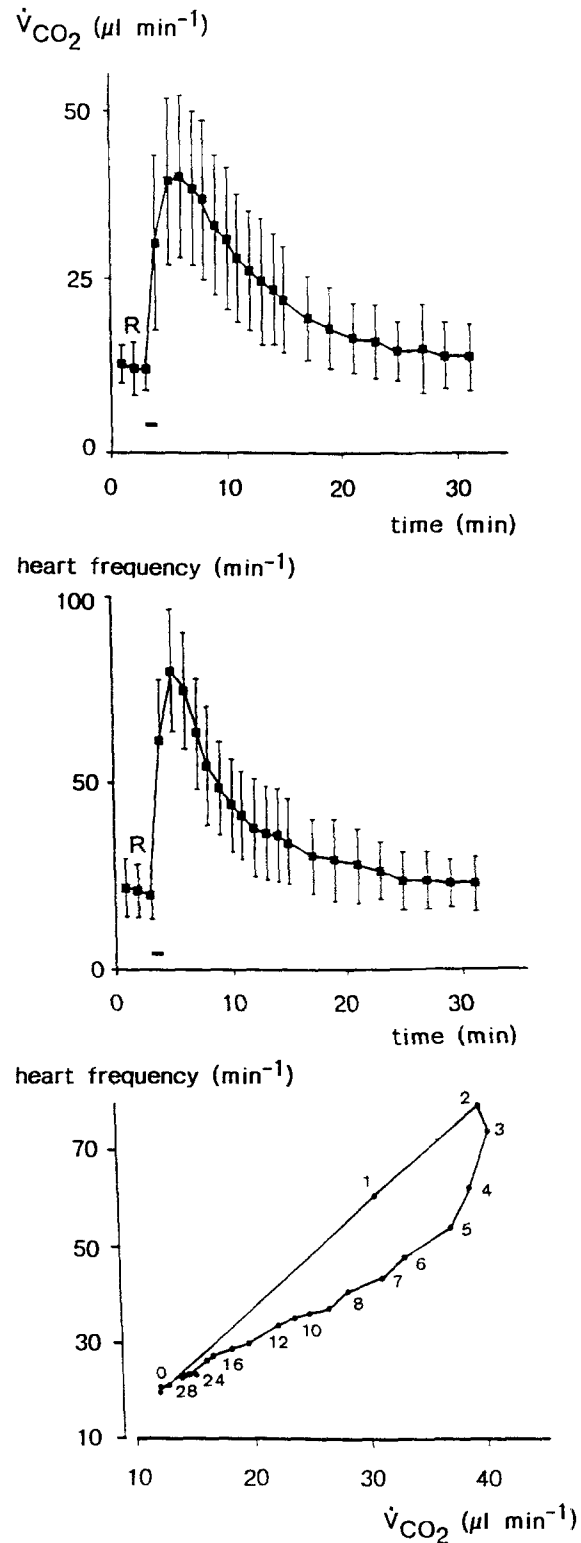 V̇CO₂ (μl min⁻¹)
50
25
R
0
0 10 20 30
time (min)
heart frequency (min⁻¹)
100
50
R
0
0 10 20 30
time (min)
heart frequency (min⁻¹)
2
70 3
1
4
50 5
6
7
8
30 10
12
16
0 24
28
10
10 20 30 40
V̇CO₂ (μl min⁻¹)